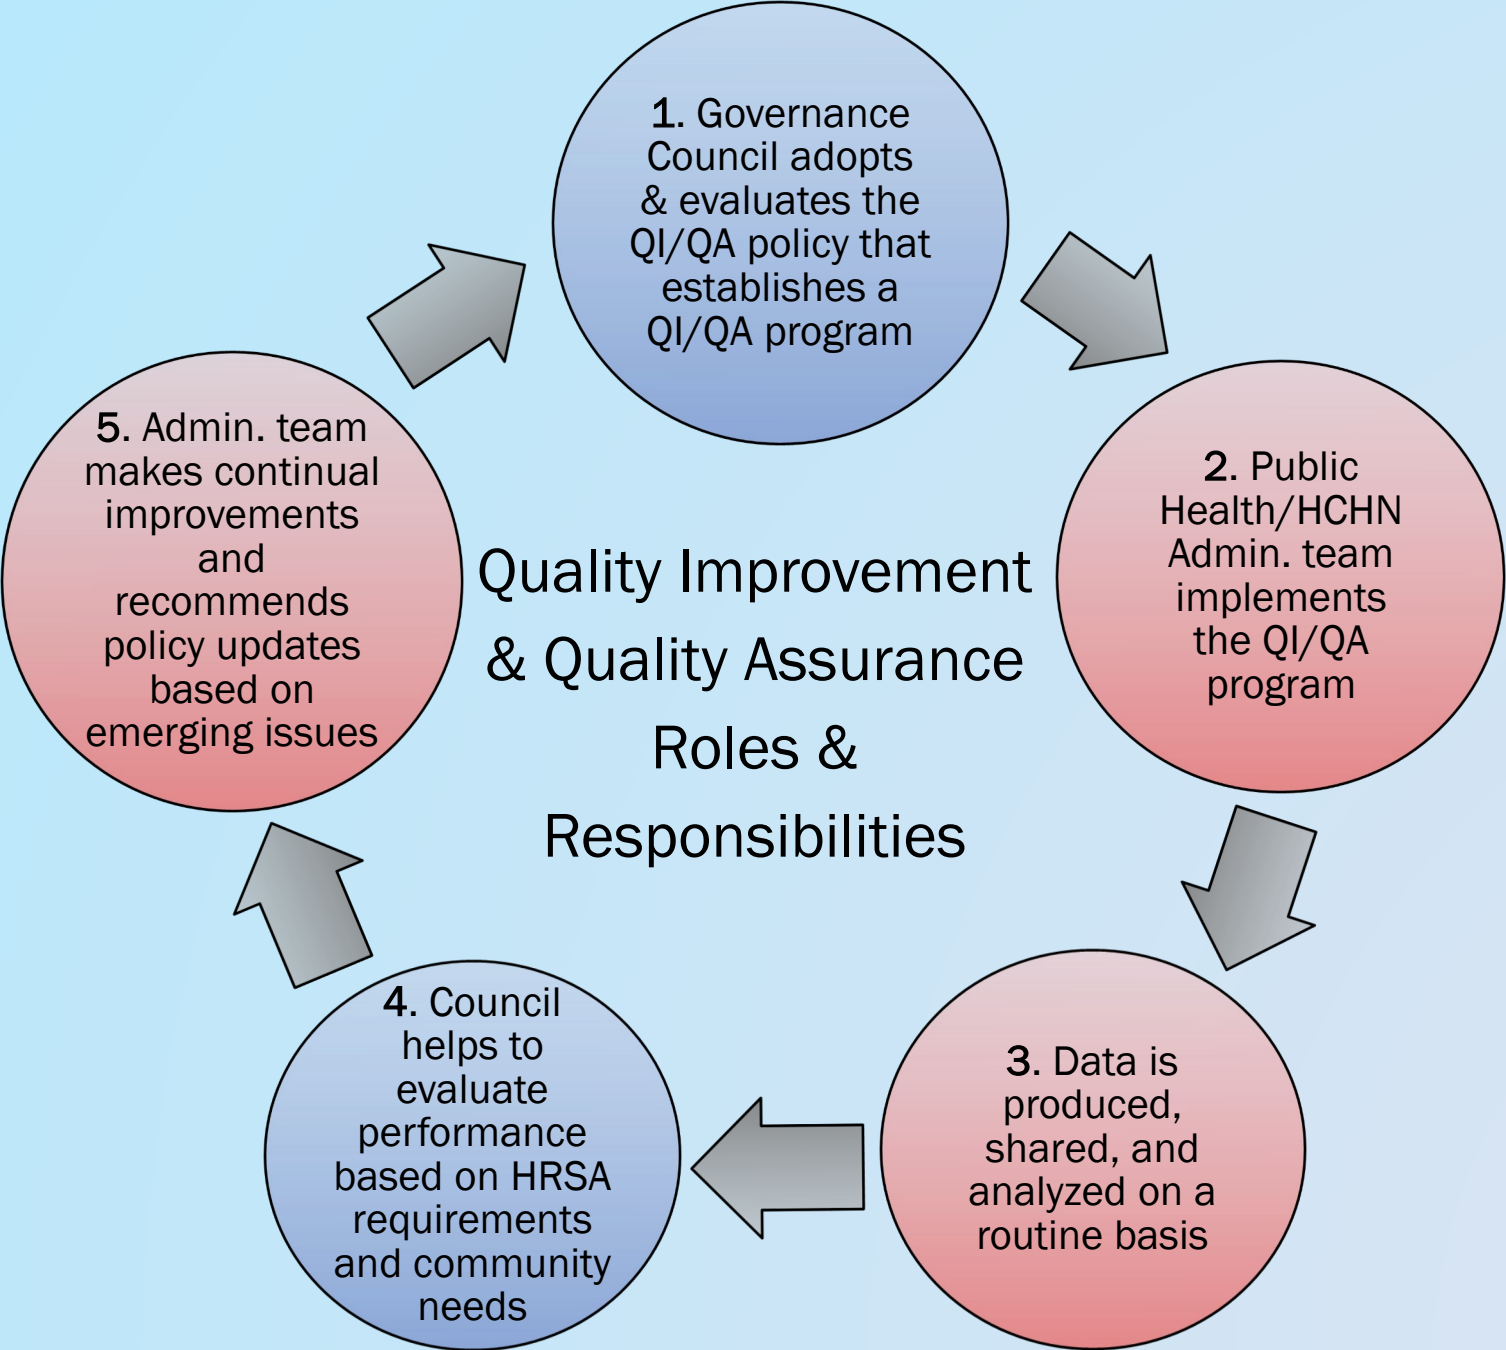 1. Governance
Council adopts
& evaluates the
QI/QA policy that
establishes a
QI/QA program
2. Public
Health/HCHN
Admin. team
implements
the QI/QA
program
3. Data is
produced,
shared, and
analyzed on a
routine basis
4. Council
helps to
evaluate
performance
based on HRSA
requirements
and community
needs
5. Admin. team
makes continual
improvements
and
recommends
policy updates
based on
emerging issues
Quality Improvement
& Quality Assurance
Roles &
Responsibilities